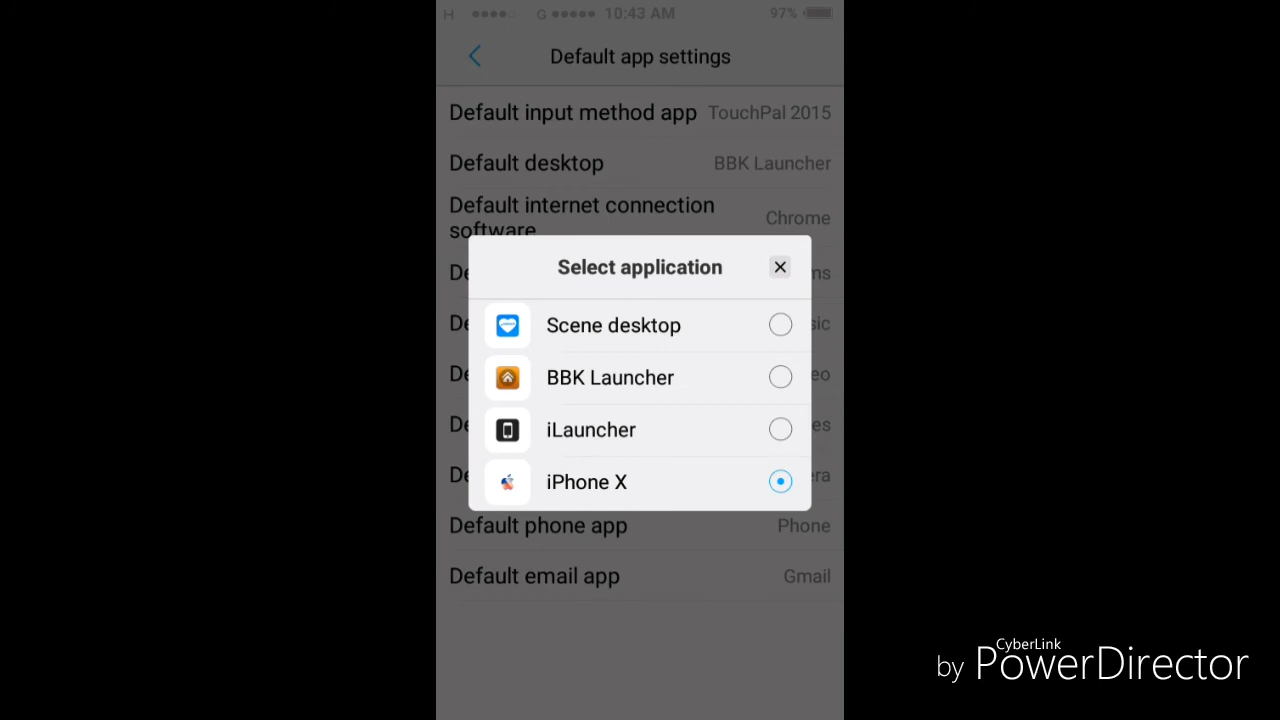 H G 10:43 AM 97%
Default app settings
Default input method app TouchPal 2015
Default desktop BBK Launcher
Default internet connection
software Chrome
Select application
Scene desktop
BBK Launcher
iLauncher
iPhone X
Default phone app Phone
Default email app Gmail
CyberLink
by PowerDirector